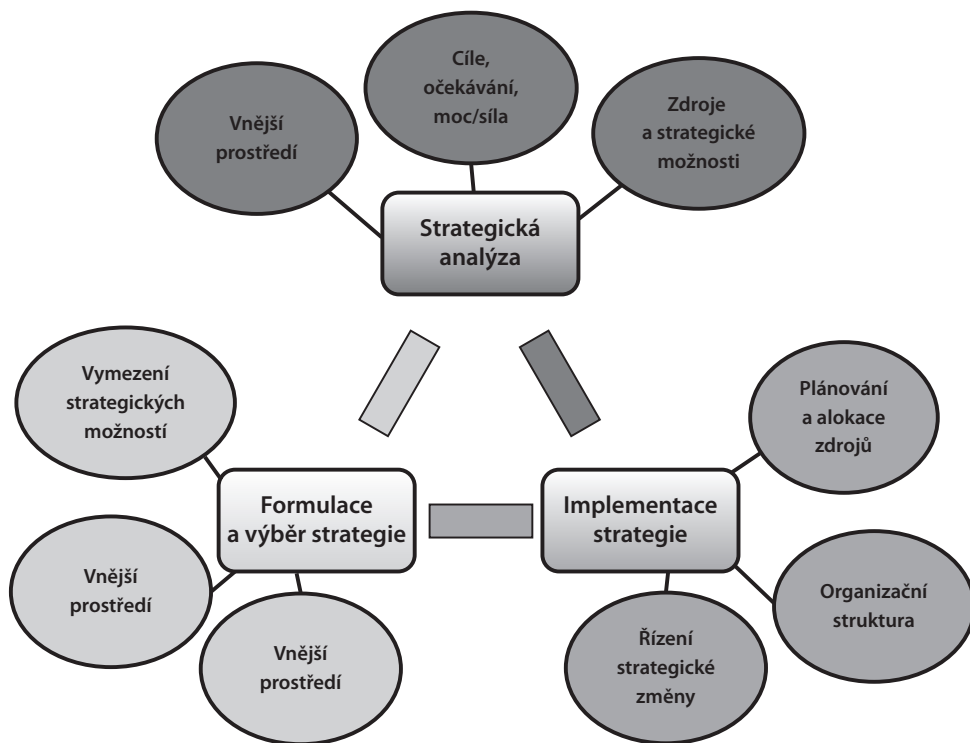 Cíle,
očekávání,
moc/síla
Vnější
prostředí
Zdroje
a strategické
možnosti
Strategická
analýza
Vymezení
strategických
možností
Formulace
a výběr strategie
Vnější
prostředí
Vnější
prostředí
Plánování
a alokace
zdrojů
Implementace
strategie
Organizační
struktura
Řízení
strategické
změny